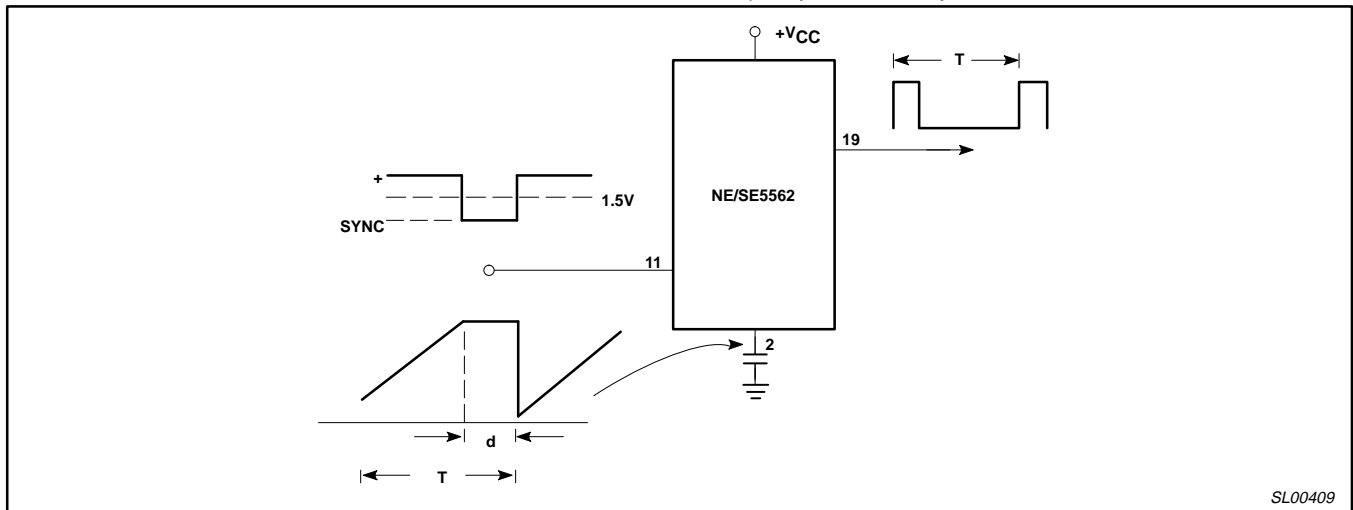 +VCC
T
19
+
1.5V
NE/SE5562
SYNC
11
2
d
T
SL00409